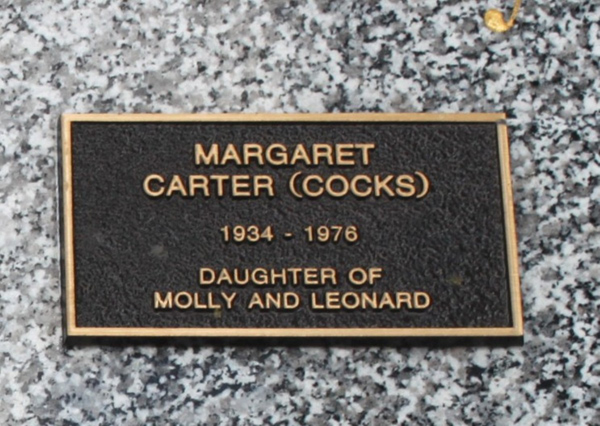 MARGARET
CARTER (COCKS)
1934 - 1976
DAUGHTER OF
MOLLY AND LEONARD